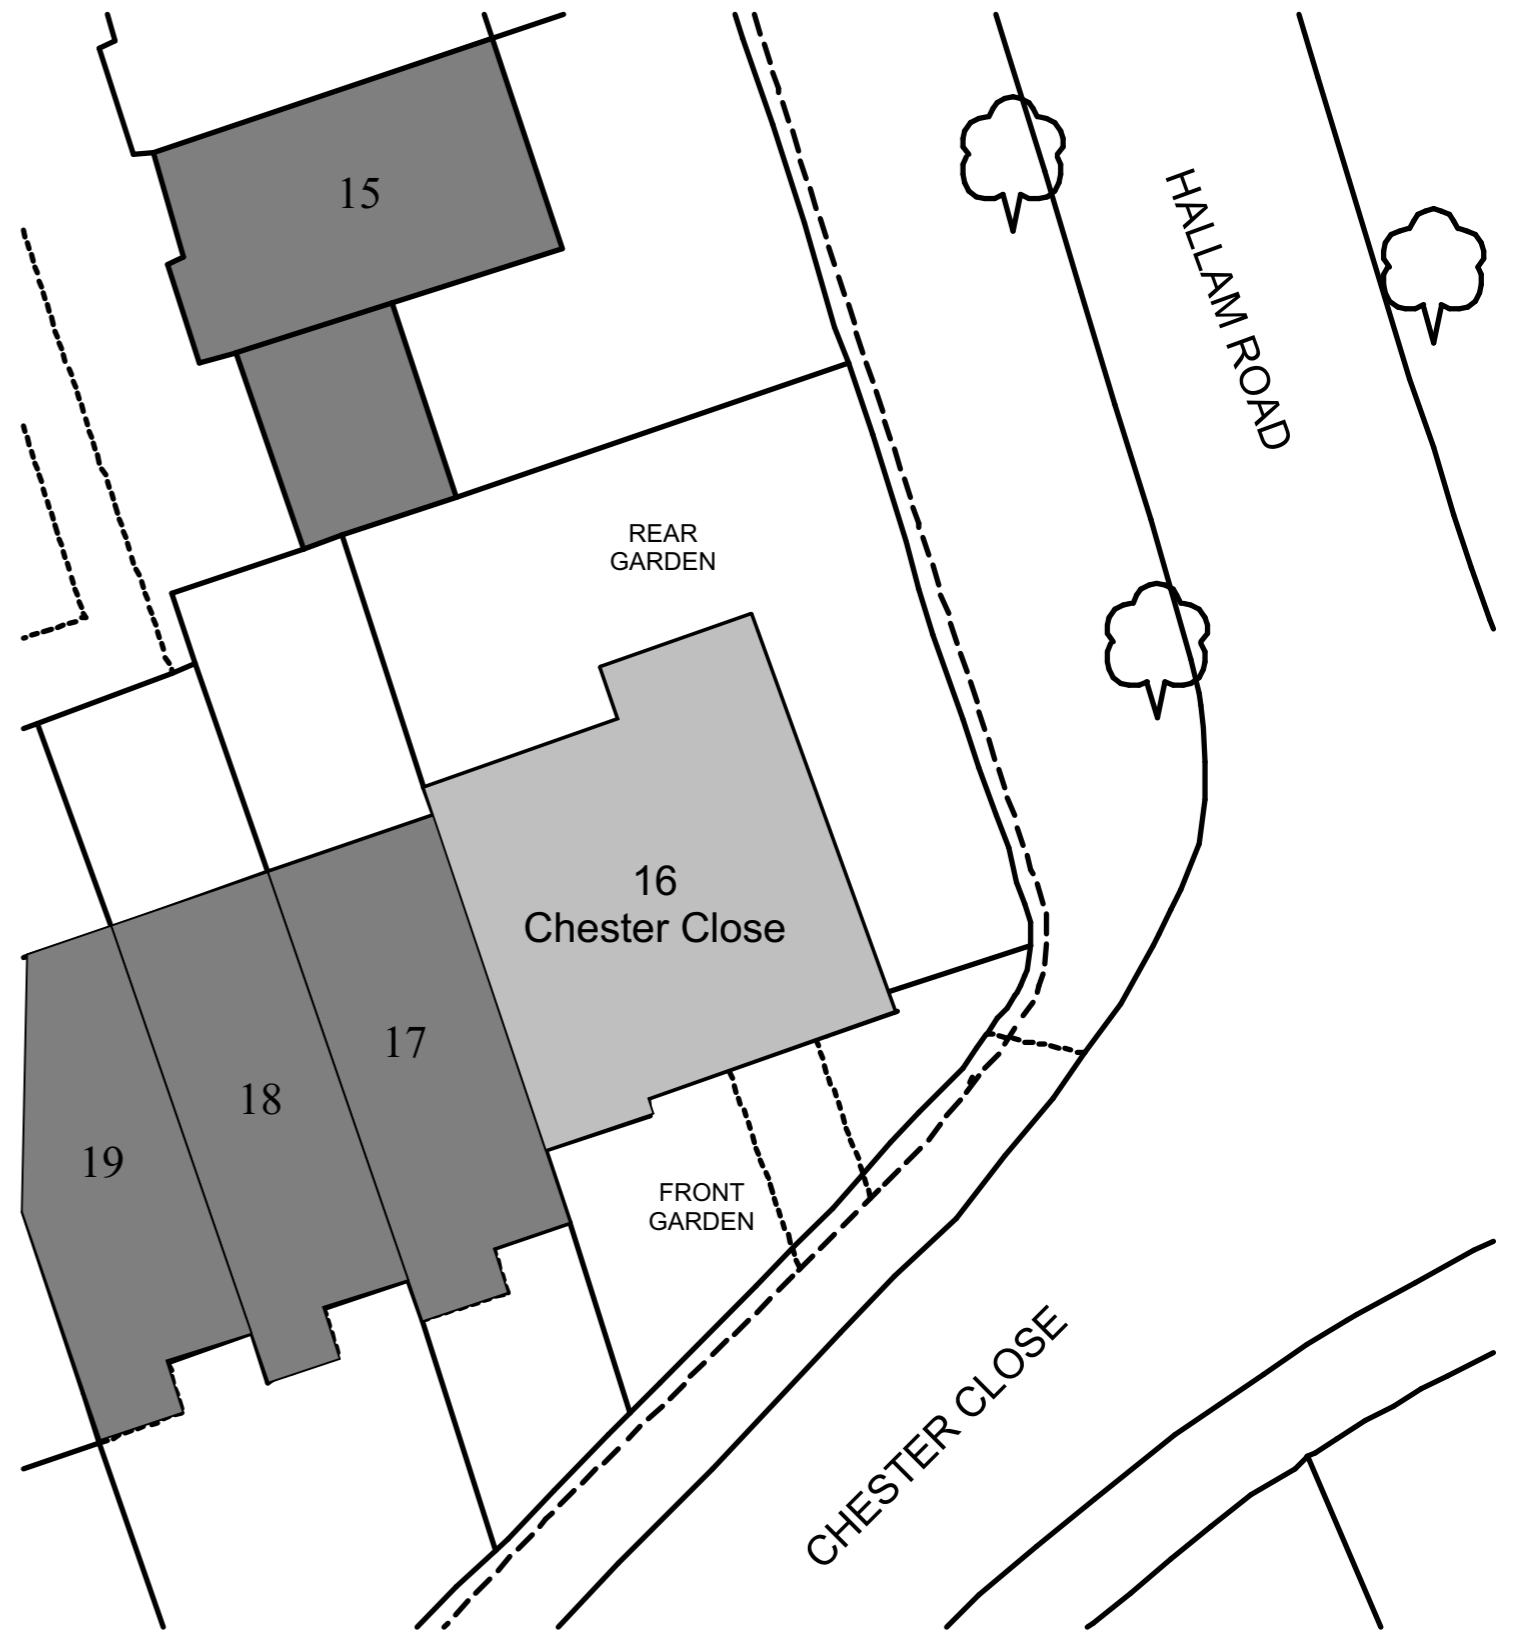 15
HALLAM ROAD
REAR
GARDEN
16
Chester Close
17
18
19
FRONT
GARDEN
CHESTER CLOSE